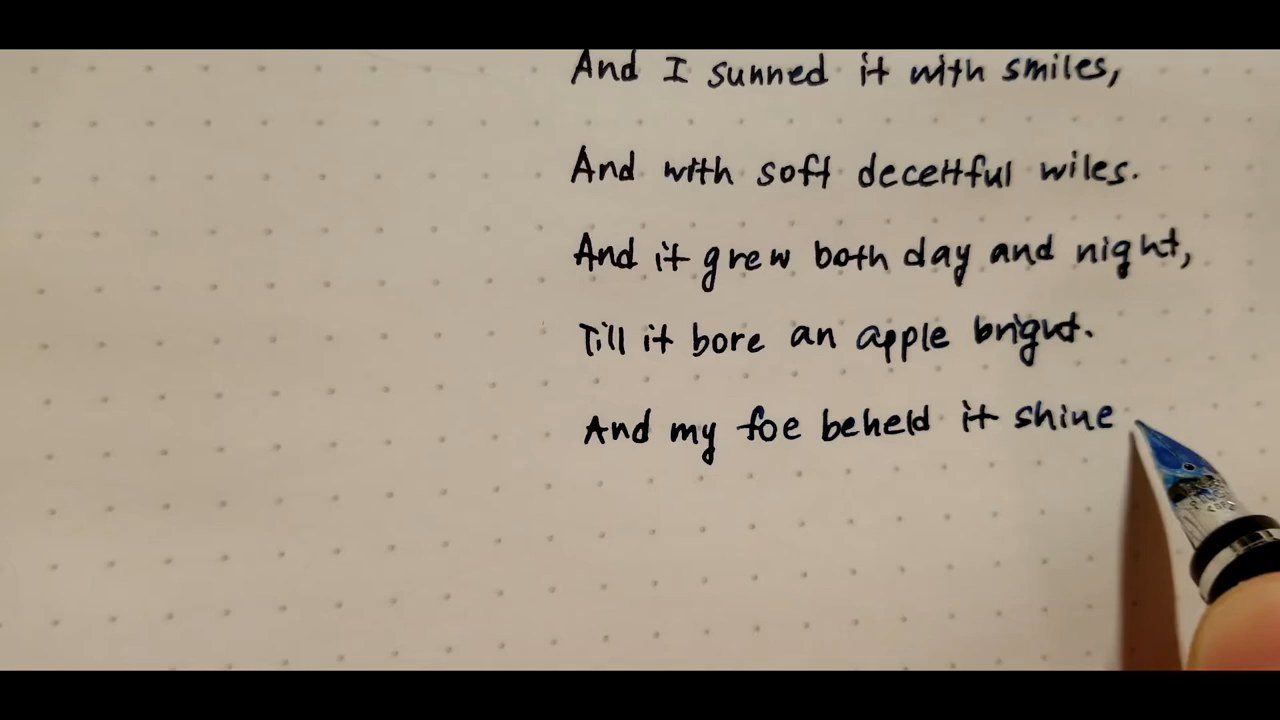 And I sunned it with smiles,
And with soft deceitful wiles.
And it grew both day and night,
Till it bore an apple bright.
And my foe beheld it shine